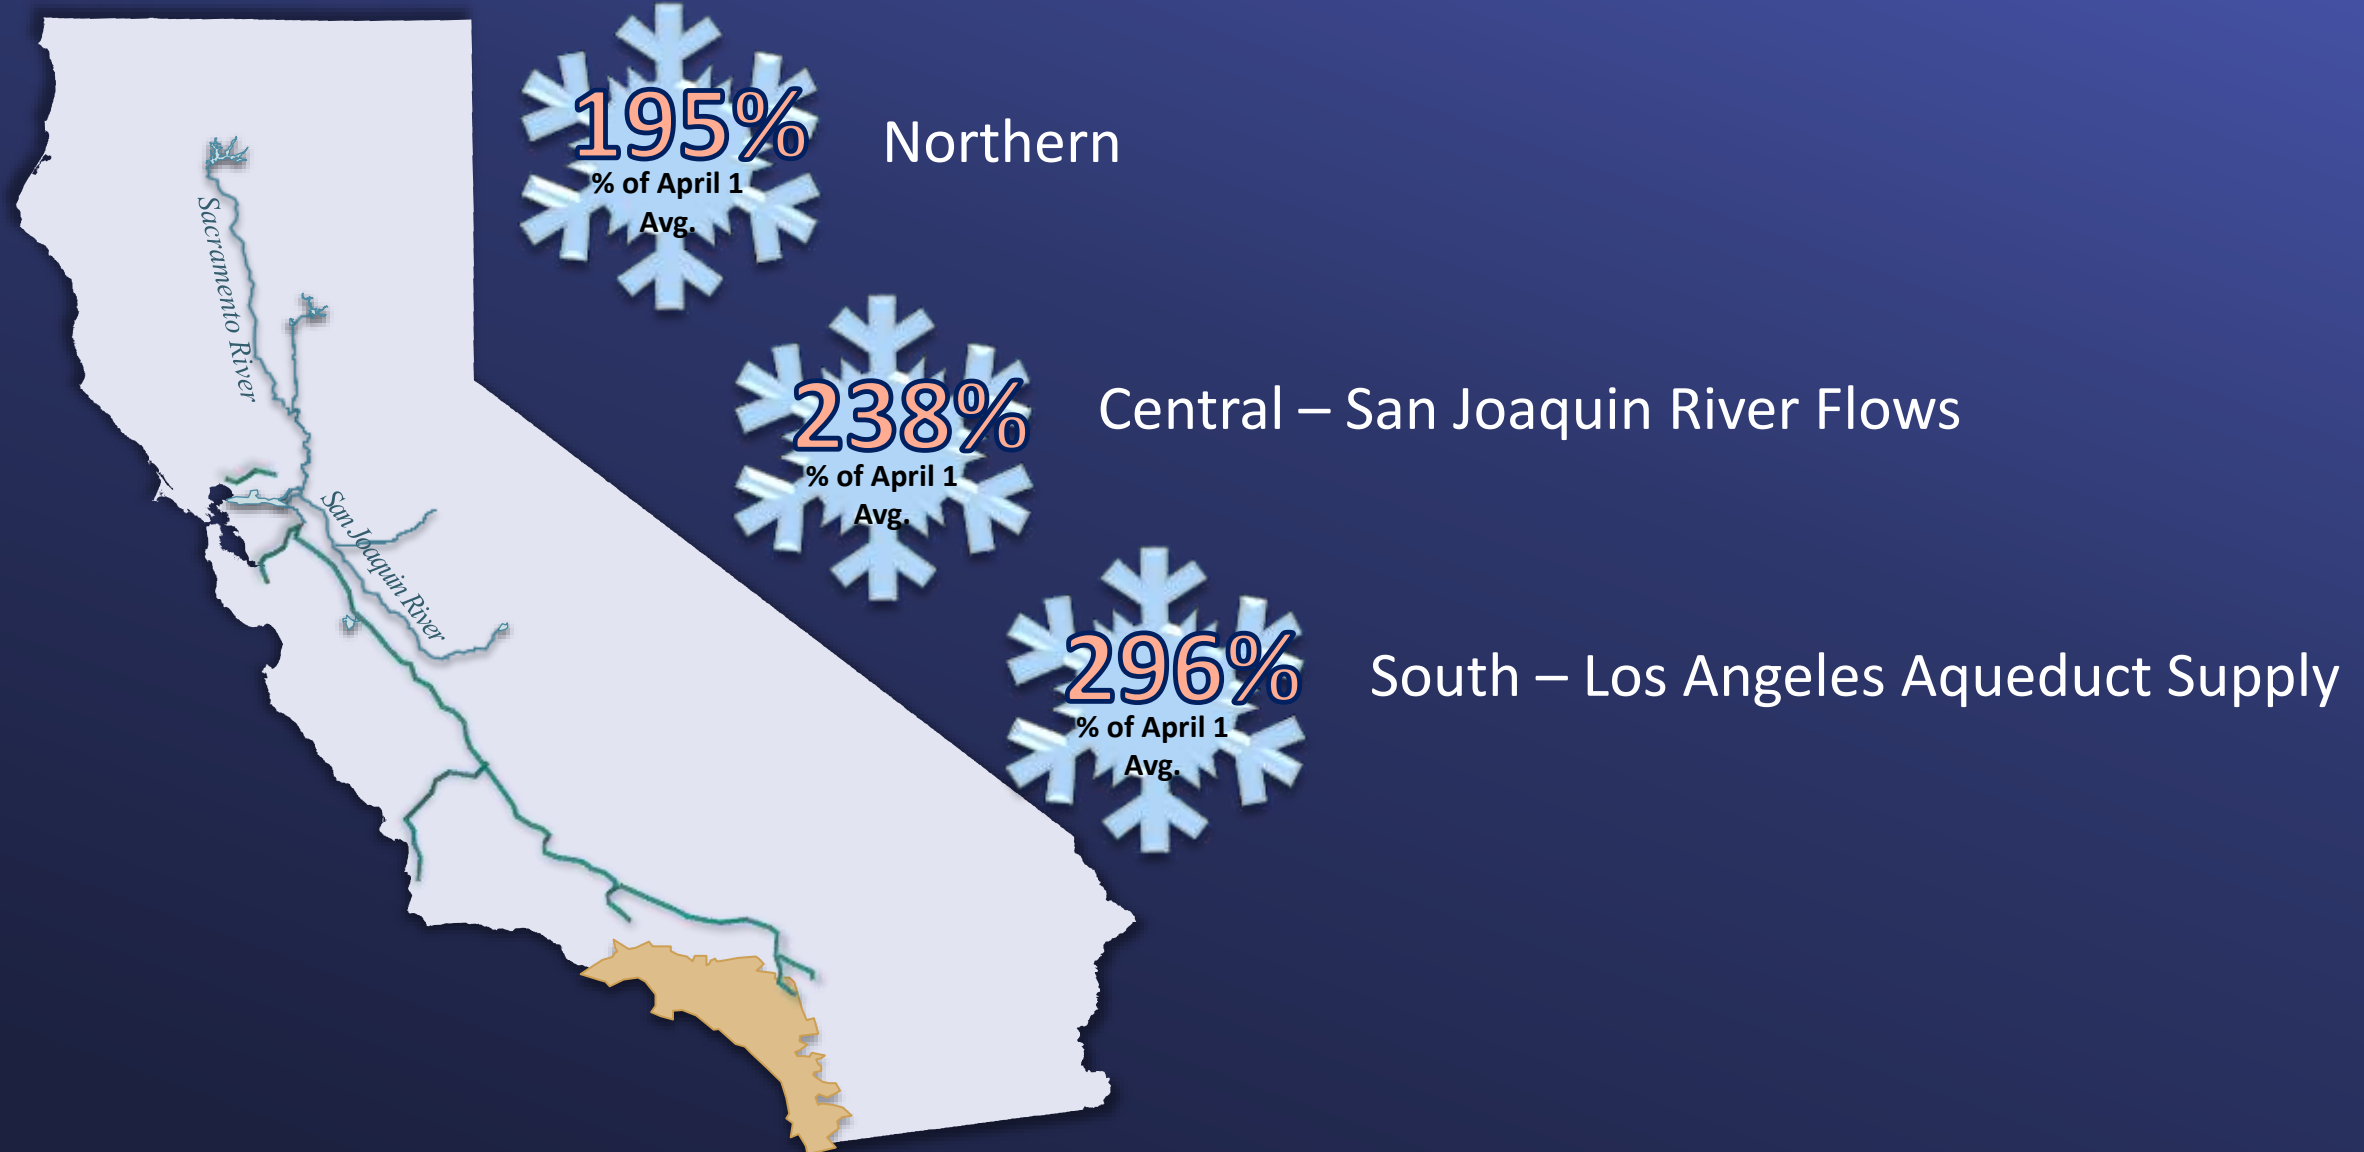 195%
% of April 1
Avg.
Northern
Sacramento River
238%
% of April 1
Avg.
Central – San Joaquin River Flows
San Joaquin River
296%
% of April 1
Avg.
South – Los Angeles Aqueduct Supply